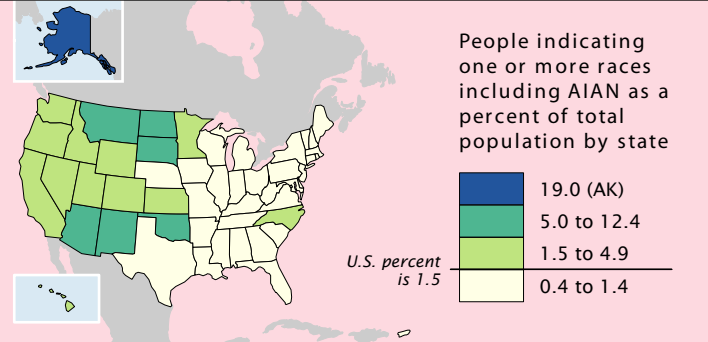 People indicating
one or more races
including AIAN as a
percent of total
population by state
19.0 (AK)
5.0 to 12.4
1.5 to 4.9
U.S. percent
is 1.5
0.4 to 1.4